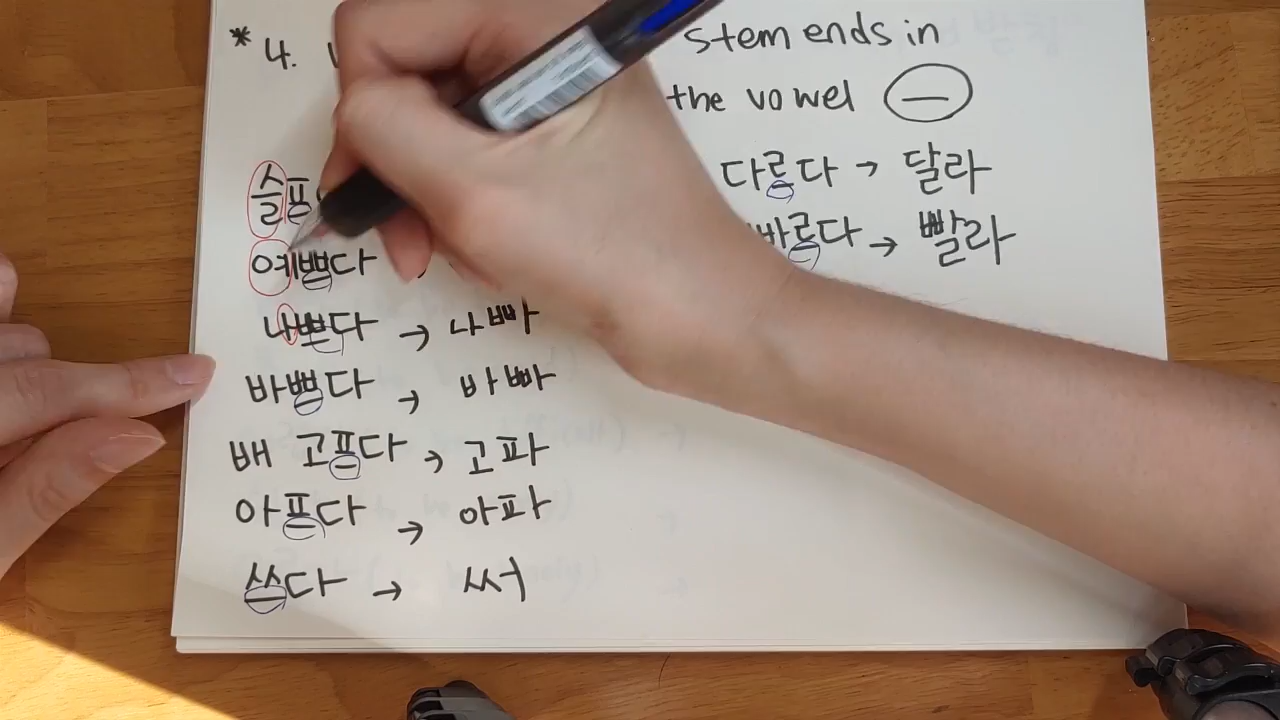 * 4. stem ends in
the vowel ㅡ
슬프
예쁘다
나쁘다 → 나빠
바쁘다 → 바빠
배 고프다 → 고파
아프다 → 아파
쓰다 → 써
다르다 → 달라
빠르다 → 빨라